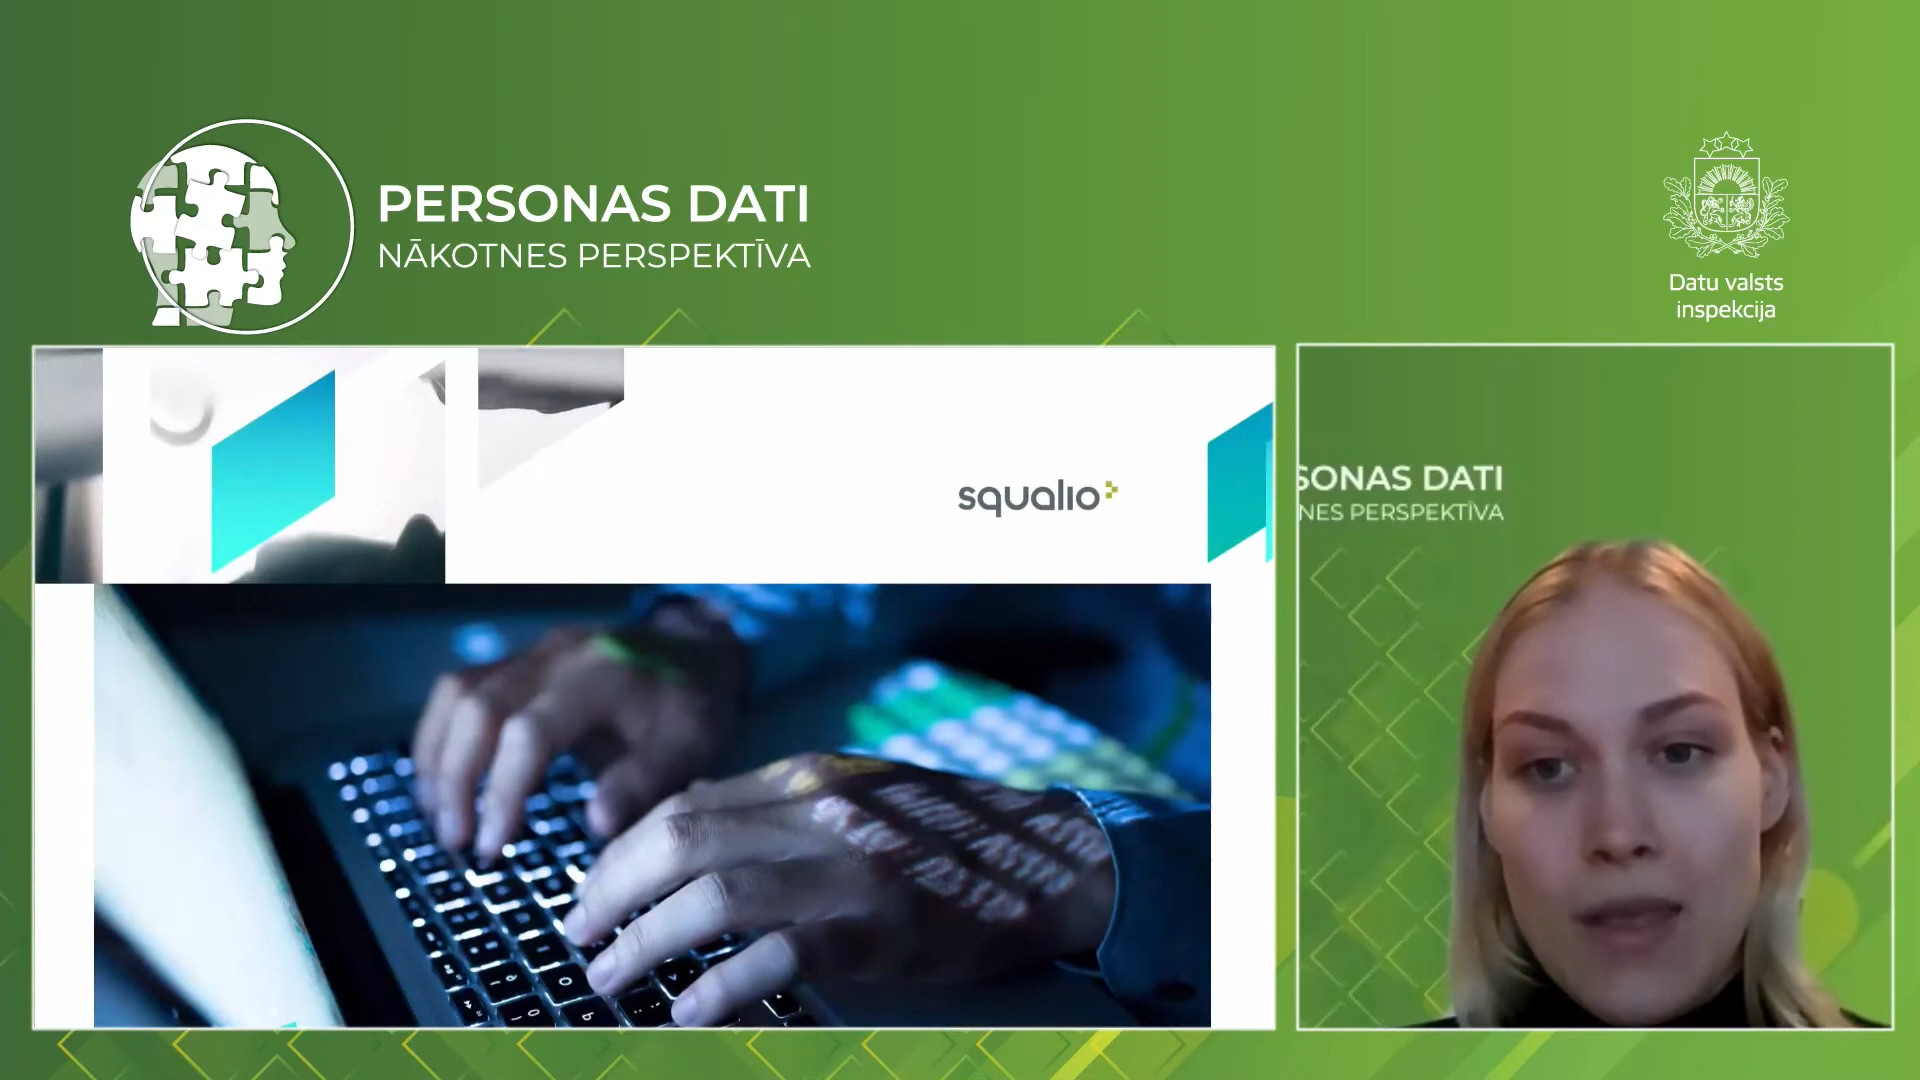 PERSONAS DATI
NĀKOTNES PERSPEKTĪVA
Datu valsts
inspekcija
squalio
SONAS DATI
NES PERSPEKTĪVA